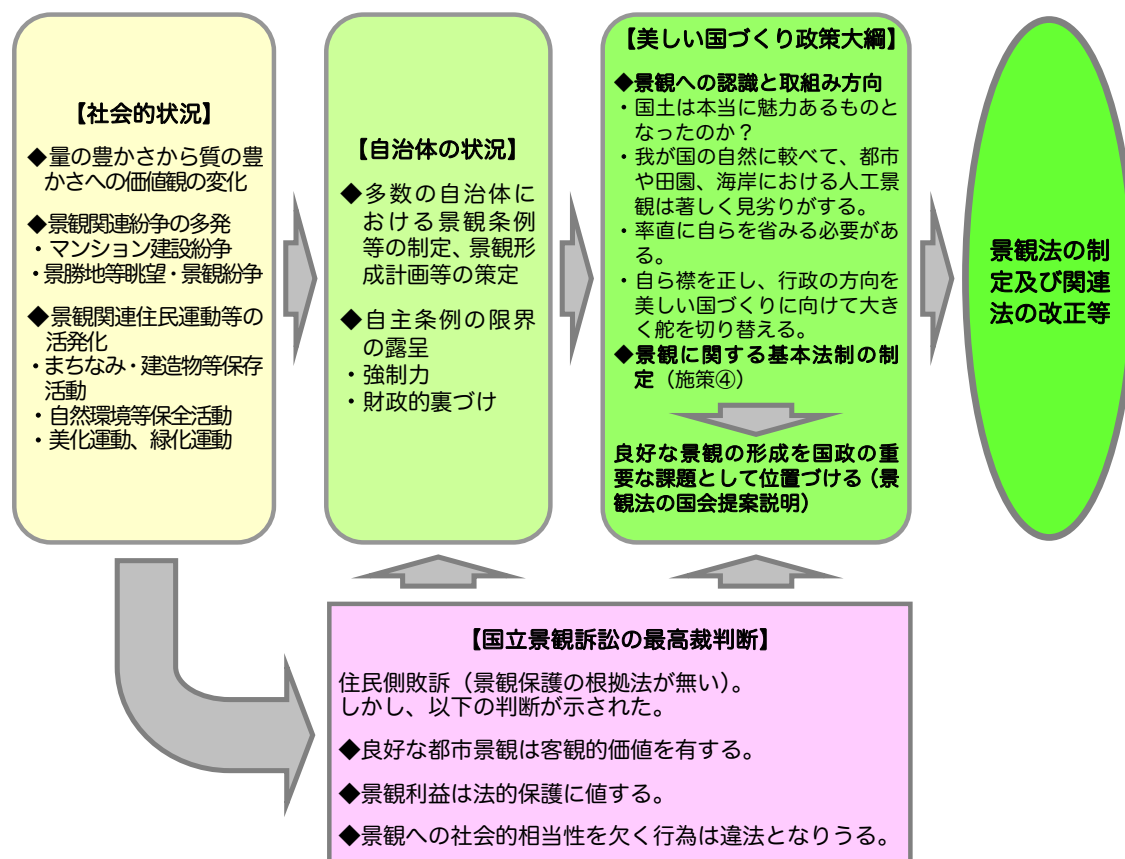 【社会的状況】
◆量の豊かさから質の豊
かさへの価値観の変化
◆景観関連紛争の多発
・マンション建設紛争
・景勝地等眺望・景観紛争
◆景観関連住民運動等の
活発化
・まちなみ・建造物等保存
活動
・自然環境等保全活動
・美化運動、緑化運動
【自治体の状況】
◆多数の自治体に
おける景観条例
等の制定、景観形
成計画等の策定
◆自主条例の限界
の露呈
・強制力
・財政的裏づけ
【美しい国づくり政策大綱】
◆景観への認識と取組み方向
・国土は本当に魅力あるものと
なったのか？
・我が国の自然に較べて、都市
や田園、海岸における人工景
観は著しく見劣りがする。
・率直に自らを省みる必要があ
る。
・自ら襟を正し、行政の方向を
美しい国づくりに向けて大き
く舵を切り替える。
◆景観に関する基本法制の制
定（施策④）
良好な景観の形成を国政の重
要な課題として位置づける（景
観法の国会提案説明）
景観法の制
定及び関連
法の改正等
【国立景観訴訟の最高裁判断】
住民側敗訴（景観保護の根拠法が無い）。
しかし、以下の判断が示された。
◆良好な都市景観は客観的価値を有する。
◆景観利益は法的保護に値する。
◆景観への社会的相当性を欠く行為は違法となりうる。